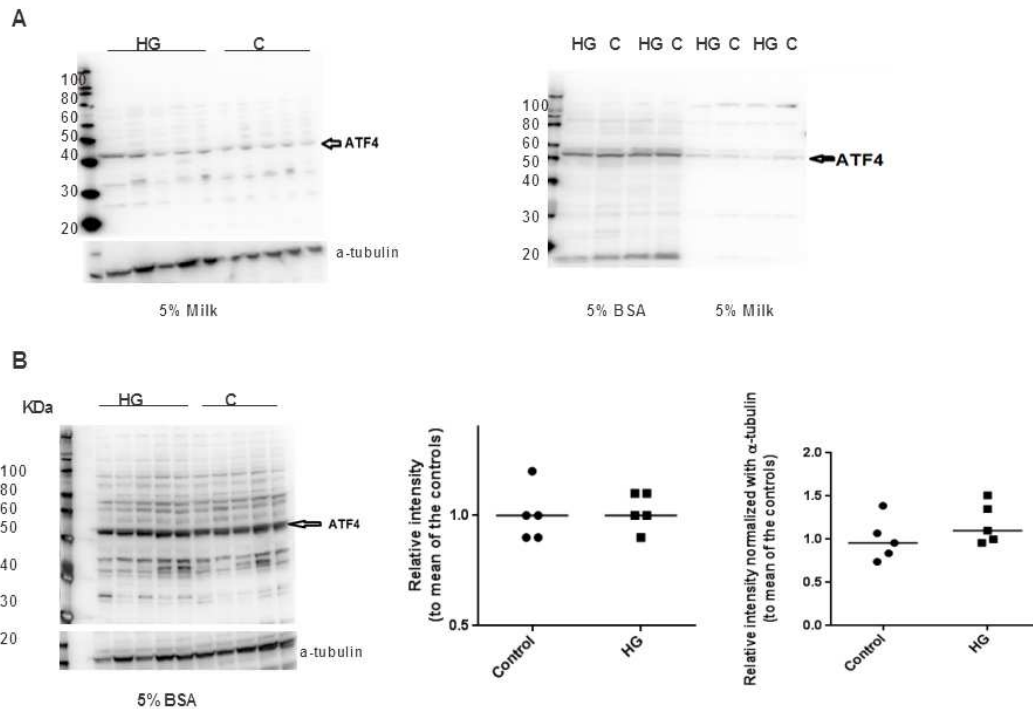 A
HG C
100
80
60
50
40
30
20
ATF4
a-tubulin
5% Milk
HG C HG C HG C HG C
100
80
60
50
40
30
20
ATF4
5% BSA 5% Milk
B
KDa
HG C
100
80
60
50
40
30
20
ATF4
a-tubulin
5% BSA
Relative intensity
(to mean of the controls)
1.0
0.5
Control HG
Relative intensity normalized with α-tubulin
(to mean of the controls)
2.0
1.5
1.0
0.5
0.0
Control HG